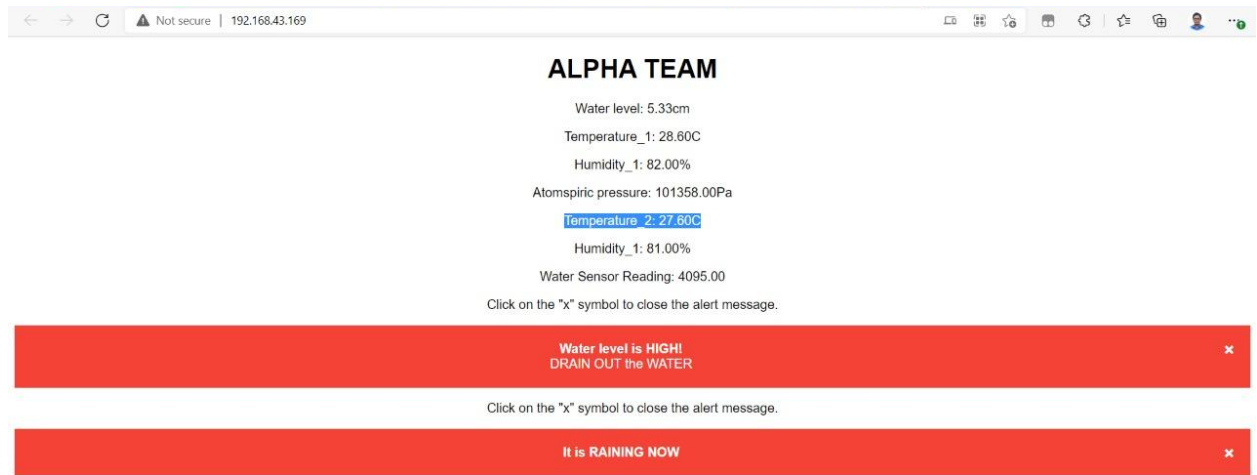 Not secure | 192.168.43.169
ALPHA TEAM
Water level: 5.33cm
Temperature_1: 28.60C
Humidity_1: 82.00%
Atomspiric pressure: 101358.00Pa
Temperature_2: 27.60C
Humidity_1: 81.00%
Water Sensor Reading: 4095.00
Click on the "x" symbol to close the alert message.
Water level is HIGH!
×
DRAIN OUT the WATER
Click on the "x" symbol to close the alert message.
It is RAINING NOW
×